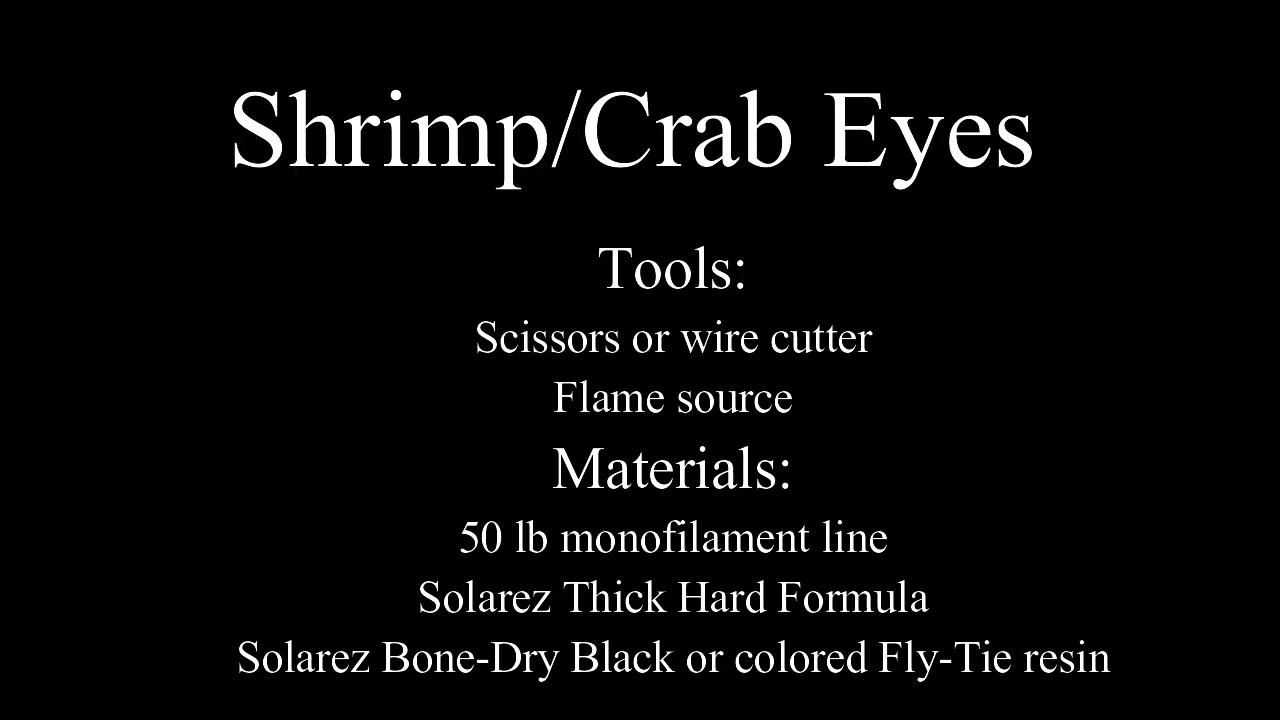 Shrimp/Crab Eyes
Tools:
Scissors or wire cutter
Flame source
Materials:
50 lb monofilament line
Solarez Thick Hard Formula
Solarez Bone-Dry Black or colored Fly-Tie resin